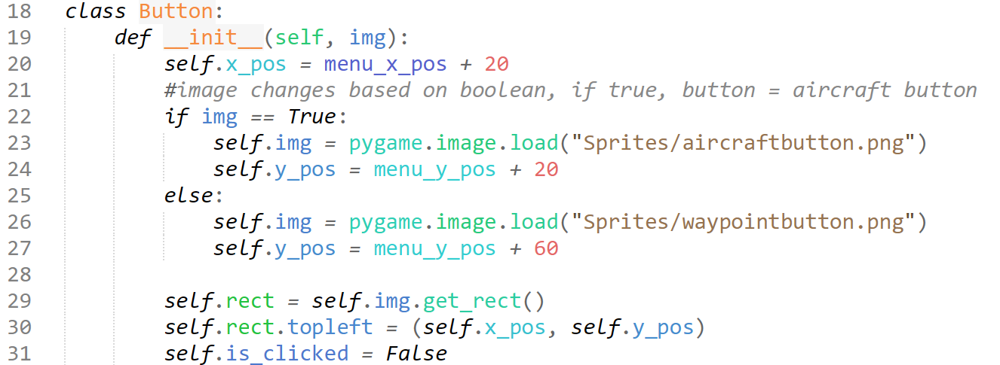 18 class Button:
19 def __init__(self, img):
20 self.x_pos = menu_x_pos + 20
21 #image changes based on boolean, if true, button = aircraft button
22 if img == True:
23 self.img = pygame.image.load("Sprites/aircraftbutton.png")
24 self.y_pos = menu_y_pos + 20
25 else:
26 self.img = pygame.image.load("Sprites/waypointbutton.png")
27 self.y_pos = menu_y_pos + 60
28
29 self.rect = self.img.get_rect()
30 self.rect.topleft = (self.x_pos, self.y_pos)
31 self.is_clicked = False